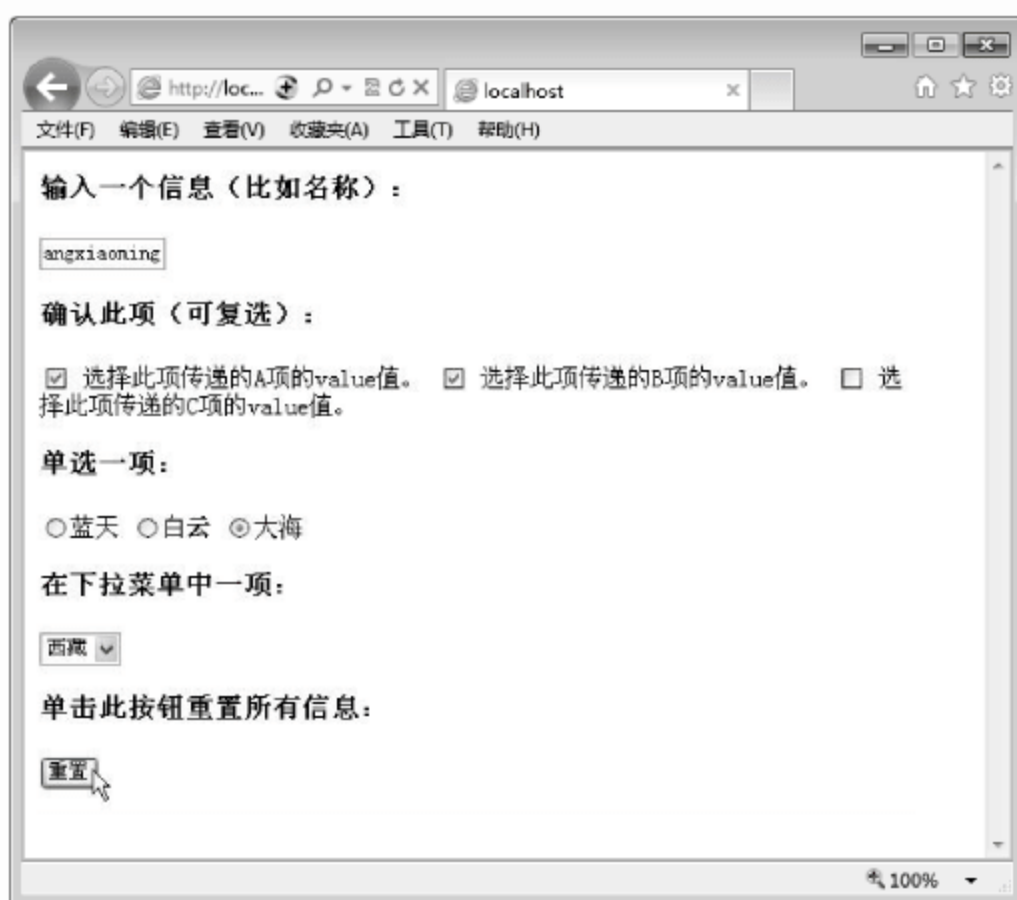 http://loc...
localhost
文件(F) 编辑(E) 查看(V) 收藏夹(A) 工具(T) 帮助(H)
输入一个信息（比如名称）：
angxiaoning
确认此项（可复选）：
选择此项传递的A项的value值。 选择此项传递的B项的value值。 选
择此项传递的C项的value值。
单选一项：
蓝天 白云 大海
在下拉菜单中一项：
西藏
单击此按钮重置所有信息：
重置
100%